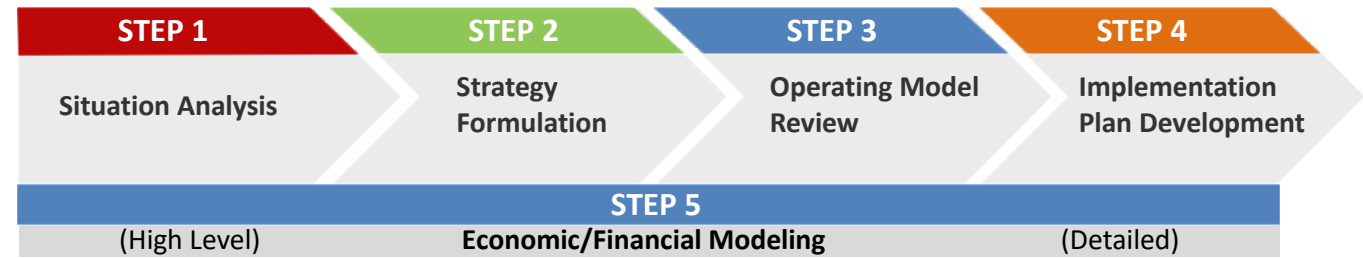 STEP 1
Situation Analysis
STEP 2
Strategy
Formulation
STEP 3
Operating Model
Review
STEP 4
Implementation
Plan Development
STEP 5
(High Level) Economic/Financial Modeling (Detailed)